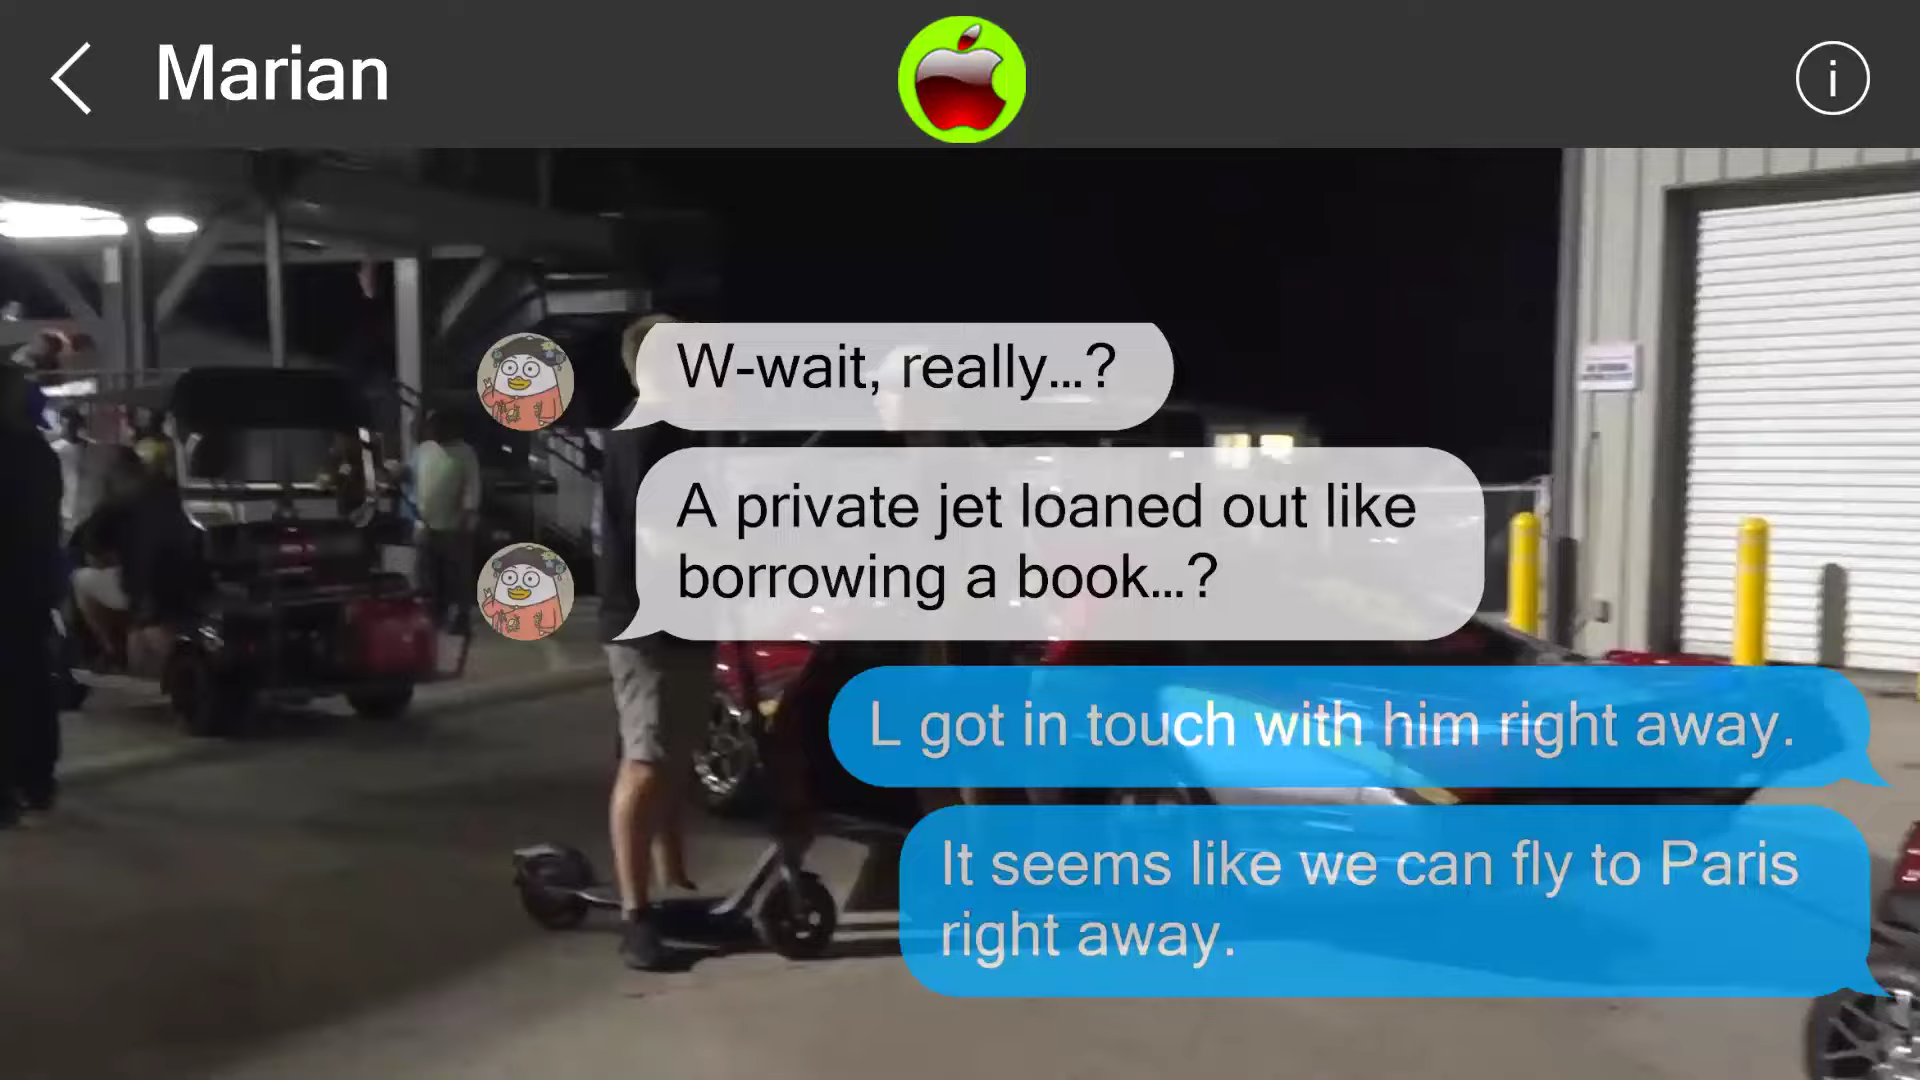 Marian
i
W-wait, really...?
A private jet loaned out like
borrowing a book...?
L got in touch with him right away.
It seems like we can fly to Paris
right away.